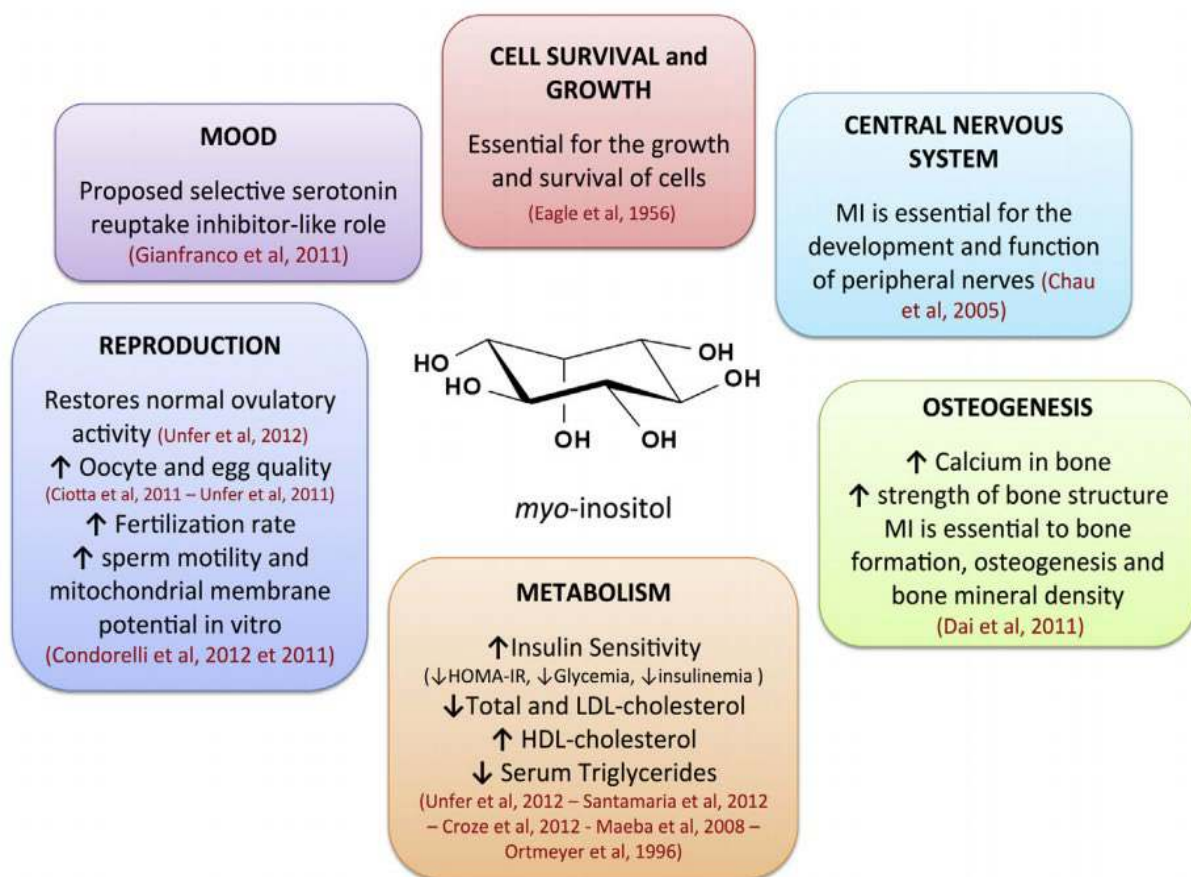 CELL SURVIVAL and
GROWTH
Essential for the growth
and survival of cells
(Eagle et al, 1956)
MOOD
Proposed selective serotonin
reuptake inhibitor-like role
(Gianfranco et al, 2011)
CENTRAL NERVOUS
SYSTEM
MI is essential for the
development and function
of peripheral nerves (Chau
et al, 2005)
REPRODUCTION
Restores normal ovulatory
activity (Unfer et al, 2012)
↑ Oocyte and egg quality
(Ciotta et al, 2011 – Unfer et al, 2011)
↑ Fertilization rate
↑ sperm motility and
mitochondrial membrane
potential in vitro
(Condorelli et al, 2012 et 2011)
HO
HO
OH
OH
OH
OH
myo-inositol
OSTEOGENESIS
↑ Calcium in bone
↑ strength of bone structure
MI is essential to bone
formation, osteogenesis and
bone mineral density
(Dai et al, 2011)
METABOLISM
↑Insulin Sensitivity
(↓HOMA-IR, ↓Glycemia, ↓insulinemia )
↓Total and LDL-cholesterol
↑ HDL-cholesterol
↓ Serum Triglycerides
(Unfer et al, 2012 – Santamaria et al, 2012
– Croze et al, 2012 - Maeba et al, 2008 –
Ortmeyer et al, 1996)